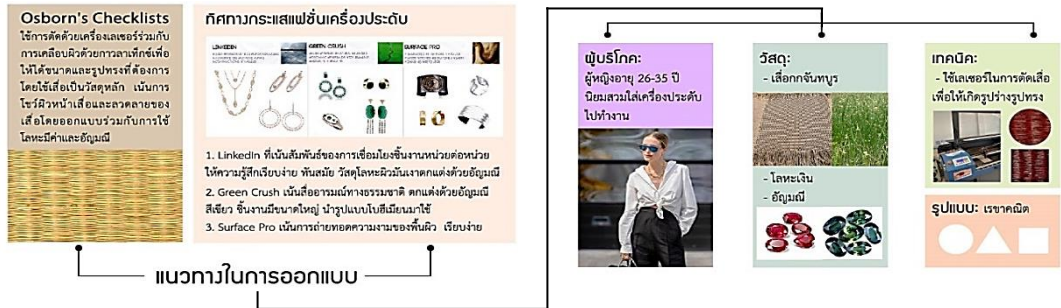 Osborn's Checklists
ใช้การตัดด้วยเครื่องเลเซอร์ร่วมกับ
การเคลือบผิวด้วยกาวลาเท็กซ์เพื่อ
ให้ได้ขนาดและรูปทรงที่ต้องการ
โดยใช้เสื่อเป็นวัสดุหลัก เน้นการ
โชว์ผิวหน้าเสื่อและลวดลายของ
เสื่อโดยออกแบบร่วมกับการใช้
โลหะมีค่าและอัญมณี
ทิศทางกระแสแฟชั่นเครื่องประดับ
LINKEDIN
GREEN CRUSH
SURFACE PRO
1. LinkedIn ที่เน้นสัมพันธ์ของการเชื่อมโยงชิ้นงานหน่วยต่อหน่วย
ให้ความรู้สึกเรียบง่าย ทันสมัย วัสดุโลหะผิวมันเงาตกแต่งด้วยอัญมณี
2. Green Crush เน้นสื่ออารมณ์ทางธรรมชาติ ตกแต่งด้วยอัญมณี
สีเขียว ชิ้นงานมีขนาดใหญ่ นำรูปแบบโบฮีเมียนมาใช้
3. Surface Pro เน้นการถ่ายทอดความงามของพื้นผิว เรียบง่าย
แนวทางในการออกแบบ
ผู้บริโภค:
ผู้หญิงอายุ 26-35 ปี
นิยมสวมใส่เครื่องประดับ
ไปทำงาน
วัสดุ:
- เสื่อกกจันทบูร
- โลหะเงิน
- อัญมณี
เทคนิค:
- ใช้เลเซอร์ในการตัดเสื่อ
เพื่อให้เกิดรูปร่างรูปทรง
รูปแบบ: เรขาคณิต